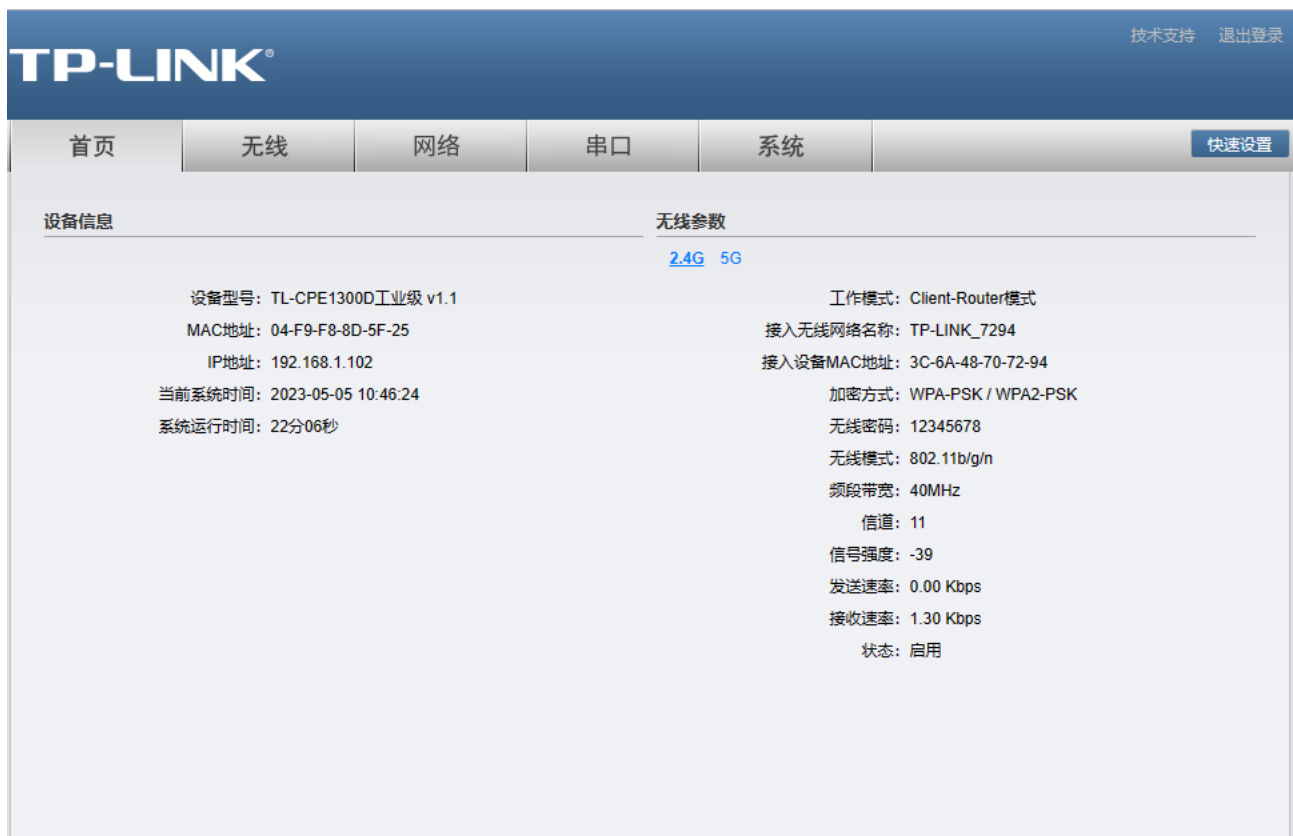 技术支持 退出登录
TP-LINK®
首页 无线 网络 串口 系统 快速设置
设备信息
设备型号：TL-CPE1300D工业级 v1.1
MAC地址：04-F9-F8-8D-5F-25
IP地址：192.168.1.102
当前系统时间：2023-05-05 10:46:24
系统运行时间：22分06秒
无线参数
2.4G 5G
工作模式：Client-Router模式
接入无线网络名称：TP-LINK_7294
接入设备MAC地址：3C-6A-48-70-72-94
加密方式：WPA-PSK / WPA2-PSK
无线密码：12345678
无线模式：802.11b/g/n
频段带宽：40MHz
信道：11
信号强度：-39
发送速率：0.00 Kbps
接收速率：1.30 Kbps
状态：启用